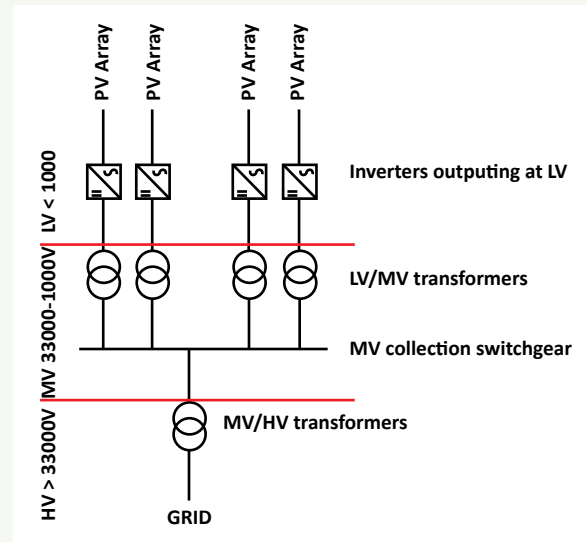 PV Array
PV Array
PV Array
PV Array
LV < 1000
Inverters outputing at LV
MV 33000-1000V
LV/MV transformers
MV collection switchgear
HV > 33000V
MV/HV transformers
GRID